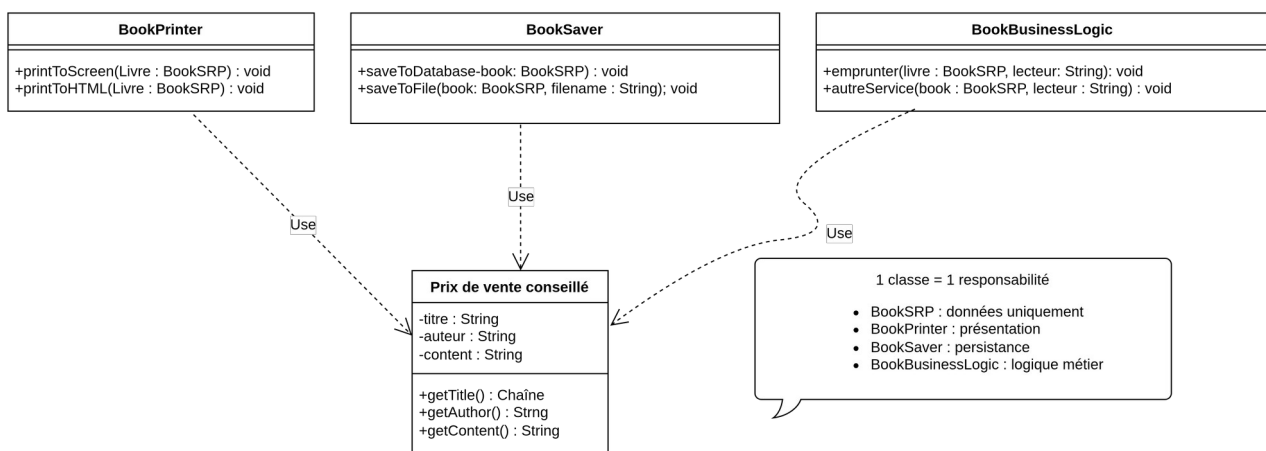 BookPrinter
+printToScreen(Livre : BookSRP) : void
+printToHTML(Livre : BookSRP) : void
BookSaver
+saveToDatabase-book: BookSRP) : void
+saveToFile(book: BookSRP, filename : String); void
BookBusinessLogic
+emprunter(livre : BookSRP, lecteur: String): void
+autreService(book : BookSRP, lecteur : String) : void
Use
Use
Use
Prix de vente conseillé
-titre : String
-auteur : String
-content : String
+getTitle() : Chaîne
+getAuthor() : Strng
+getContent() : String
1 classe = 1 responsabilité
• BookSRP : données uniquement
• BookPrinter : présentation
• BookSaver : persistance
• BookBusinessLogic : logique métier